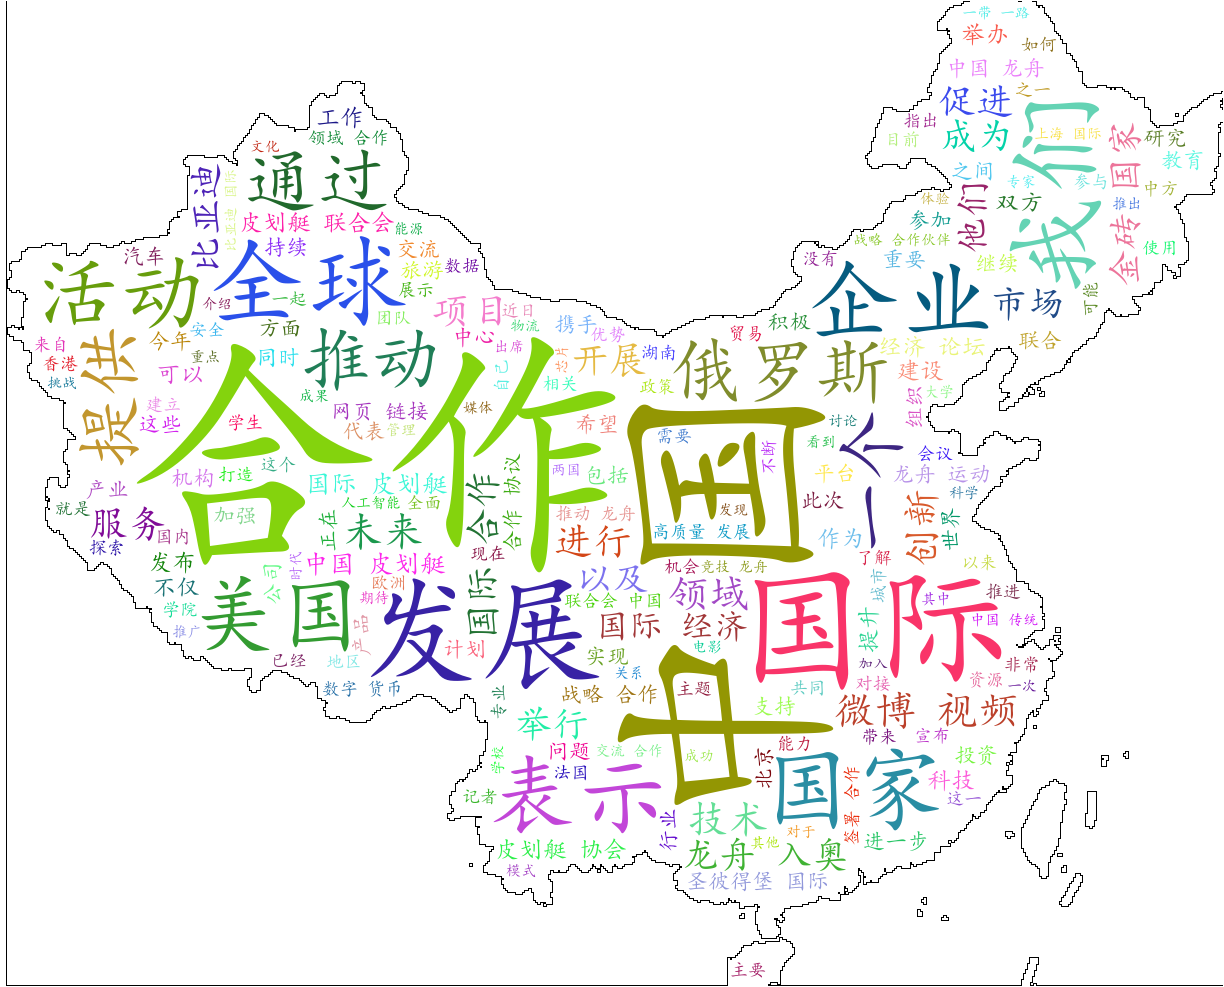 一带 一路
举办
如何
中国 龙舟
促进
之一
我们
指出
成为
目前
上海 国际
国家
研究
教育
之间
专家
参与
中方
工作
领域 合作
文化
通过
比亚迪
比亚迪 国际
皮划艇 联合会
能源
体验
他们
双方
推出
参加
战略 合作伙伴
金砖
使用
汽车
全球
持续
交流
旅游
数据
没有
重要
继续
活动
展示
企业
市场
可能
介绍
一起
项目
近日
团队
携手
贸易
积极
提供
今年
安全
方面
中心
物流
优势
联合
来自
重点
同时
推动
出席
开展
湖南
俄罗斯
经济 论坛
香港
可以
自己
建设
挑战
相关
政策
成果
合作
组织
大学
建立
这些
学生
网页 链接
媒体
代表
管理
希望
中国
需要
讨论
一个
看到
会议
机构
打造
这个
国际 皮划艇
合作
合作 协议
两国
包括
不断
平台
龙舟 运动
产业
人工智能
全面
此次
科学
就是
加强
推动 龙舟
发现
服务
国内
正在
未来
进行
高质量 发展
作为
创新
世界
探索
现在
发布
中国 皮划艇
机会
竞技 龙舟
了解
以来
不仅
公司
时代
欧洲
国际
以及
领域
城市
学院
美国
发展
期待
联合会 中国
国际
其中
推进
推广
产品
计划
国际 经济
提升
中国 传统
已经
地区
实现
电影
加入
非常
数字 货币
关系
战略 合作
主题
共同
对接
资源
一次
专业
举行
支持
微博 视频
问题
交流 合作
成功
能力
带来
宣布
学校
法国
北京
国家
投资
记者
表示
科技
签署 合作
这一
技术
行业
对于
其他
进一步
皮划艇 协会
龙舟 入奥
模式
圣彼得堡 国际
主要